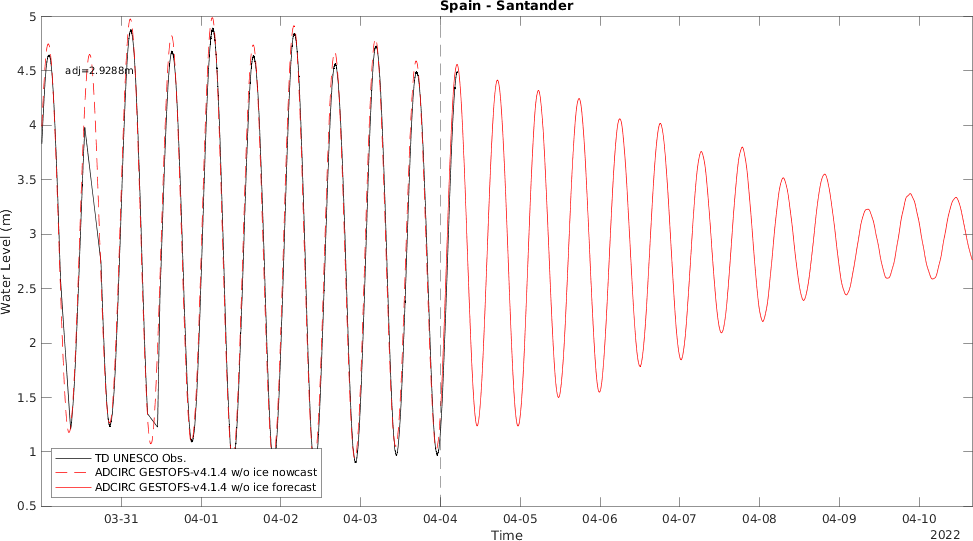 Spain - Santander
adj=2.9288m
Water Level (m)
5
4.5
4
3.5
3
2.5
2
1.5
1
0.5
TD UNESCO Obs.
ADCIRC GESTOFS-v4.1.4 w/o ice nowcast
ADCIRC GESTOFS-v4.1.4 w/o ice forecast
03-31 04-01 04-02 04-03 04-04 04-05 04-06 04-07 04-08 04-09 04-10
Time
2022